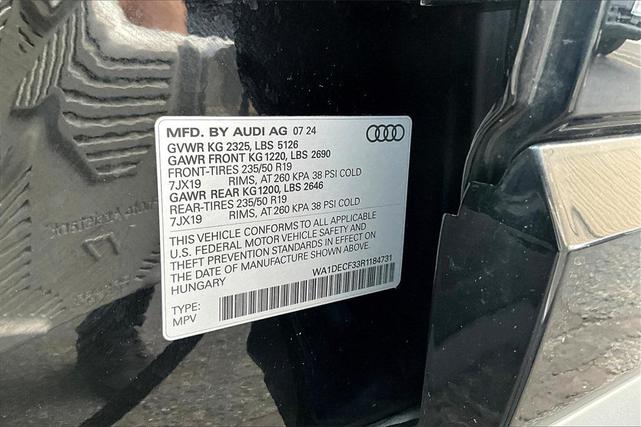 MFD. BY AUDI AG 07 24
GVWR KG 2325, LBS 5126
GAWR FRONT KG 1220, LBS 2690
FRONT-TIRES 235/50 R19
7JX19 RIMS, AT 260 KPA 38 PSI COLD
GAWR REAR KG1200, LBS 2646
REAR-TIRES 235/50 R19
7JX19 RIMS, AT 260 KPA 38 PSI COLD
THIS VEHICLE CONFORMS TO ALL APPLICABLE
U.S. FEDERAL MOTOR VEHICLE SAFETY AND
THEFT PREVENTION STANDARDS IN EFFECT ON
THE DATE OF MANUFACTURE SHOWN ABOVE.
HUNGARY WA1DECF33R1184731
TYPE:
MPV